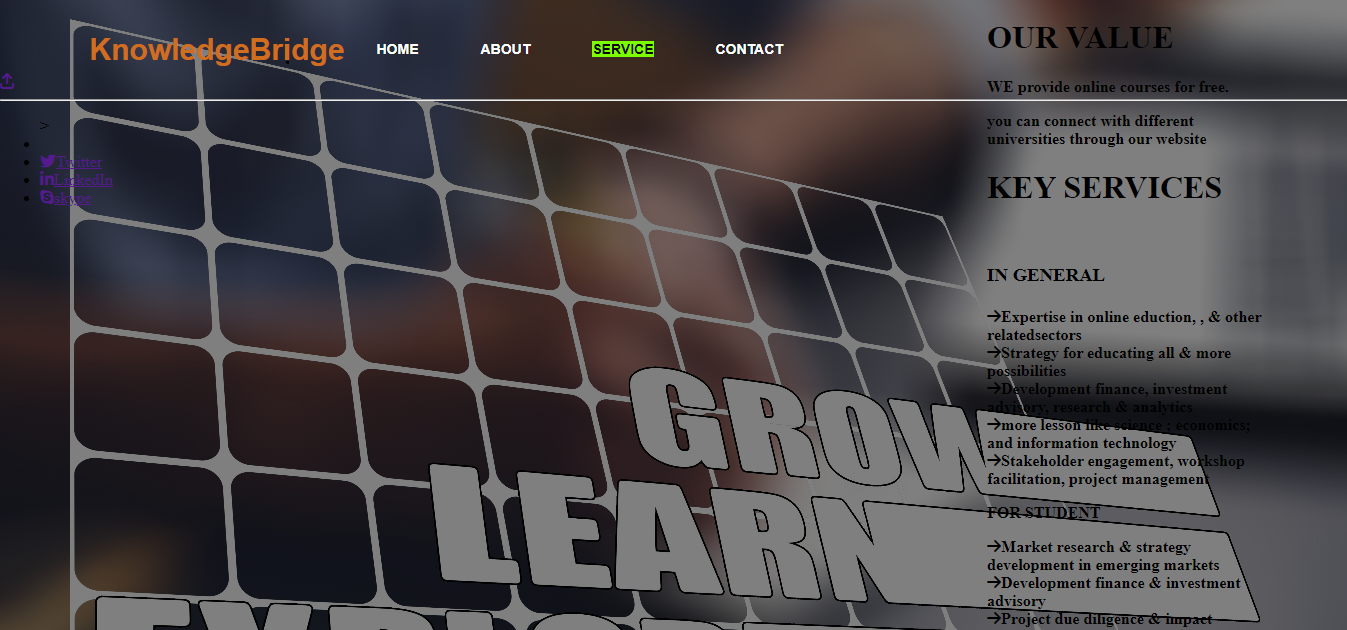 KnowledgeBridge
HOME
ABOUT
SERVICE
CONTACT
>
Twitter
LinkedIn
skype
OUR VALUE
WE provide online courses for free.
you can connect with different
universities through our website
KEY SERVICES
IN GENERAL
→Expertise in online eduction, , & other
relatedsectors
→Strategy for educating all & more
possibilities
→Development finance, investment
advisory, research & analytics
→more lesson like science ; economics;
and information technology
→Stakeholder engagement, workshop
facilitation, project management
FOR STUDENT
→Market research & strategy
development in emerging markets
→Development finance & investment
advisory
→Project due diligence & impact
GROW
LEARN